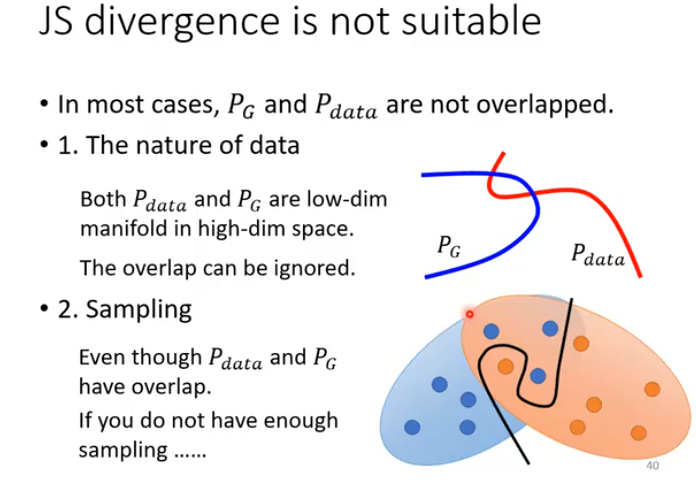 JS divergence is not suitable
• In most cases, P_G and P_data are not overlapped.
• 1. The nature of data
Both P_data and P_G are low-dim
manifold in high-dim space.
The overlap can be ignored.
P_G
P_data
• 2. Sampling
Even though P_data and P_G
have overlap.
If you do not have enough
sampling ……
40